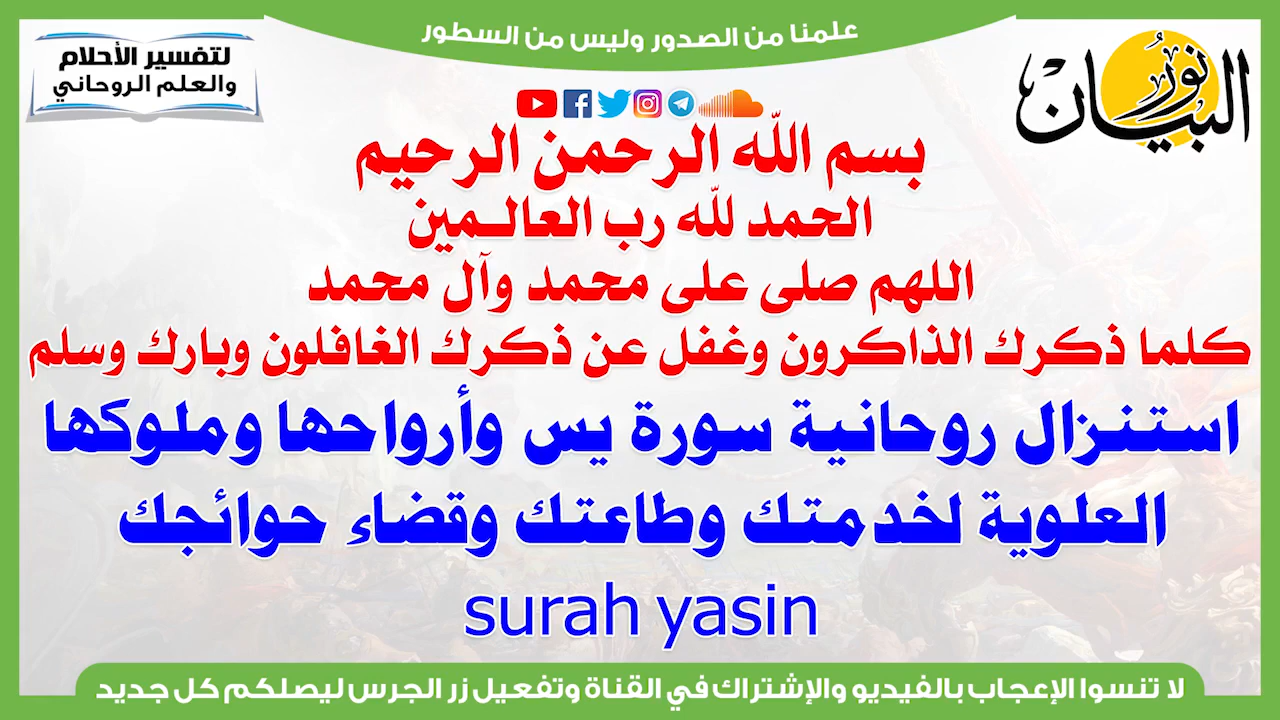 علمنا من الصدور وليس من السطور
لتفسير الأحلام
والعلم الروحاني
نور
البيان
بسم الله الرحمن الرحيم
الحمد لله رب العالـمين
اللهم صلى على محمد وآل محمد
كلما ذكرك الذاكرون وغفل عن ذكرك الغافلون وبارك وسلم
استنزال روحانية سورة يس وأرواحها وملوكها
العلوية لخدمتك وطاعتك وقضاء حوائجك
surah yasin
لا تنسوا الإعجاب بالفيديو والإشتراك في القناة وتفعيل زر الجرس ليصلكم كل جديد